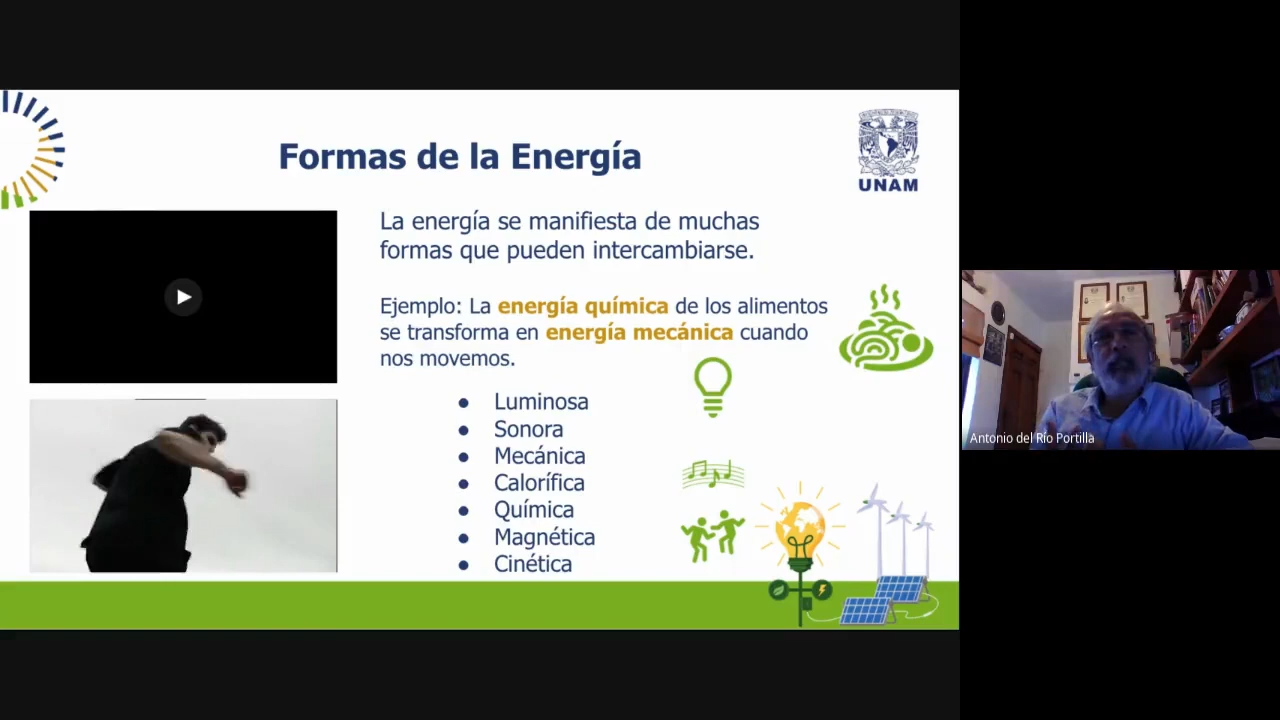 Formas de la Energía
UNAM
La energía se manifiesta de muchas
formas que pueden intercambiarse.
Ejemplo: La energía química de los alimentos
se transforma en energía mecánica cuando
nos movemos.
● Luminosa
● Sonora
● Mecánica
● Calorífica
● Química
● Magnética
● Cinética
Antonio del Río Portilla